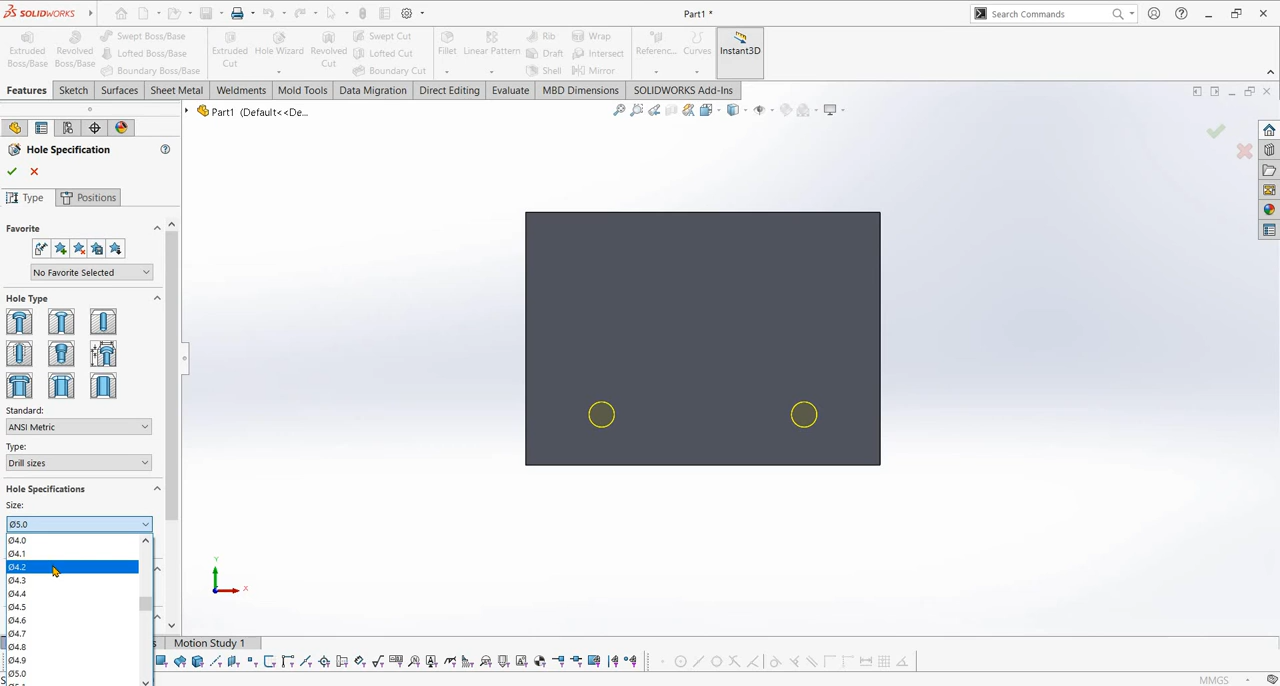 SOLIDWORKS
Part1 *
Search Commands
Extruded Boss/Base
Revolved Boss/Base
Swept Boss/Base
Lofted Boss/Base
Boundary Boss/Base
Extruded Cut
Hole Wizard
Revolved Cut
Swept Cut
Lofted Cut
Boundary Cut
Fillet
Linear Pattern
Rib
Draft
Shell
Wrap
Intersect
Mirror
Referenc...
Curves
Instant3D
Features Sketch Surfaces Sheet Metal Weldments Mold Tools Data Migration Direct Editing Evaluate MBD Dimensions SOLIDWORKS Add-Ins
Part1 (Default<<De...
Hole Specification
Type Positions
Favorite
No Favorite Selected
Hole Type
Standard:
ANSI Metric
Type:
Drill sizes
Hole Specifications
Size:
Ø5.0
Ø4.0
Ø4.1
Ø4.2
Ø4.3
Ø4.4
Ø4.5
Ø4.6
Ø4.7
Ø4.8
Ø4.9
Ø5.0
Y
X
Motion Study 1
MMGS